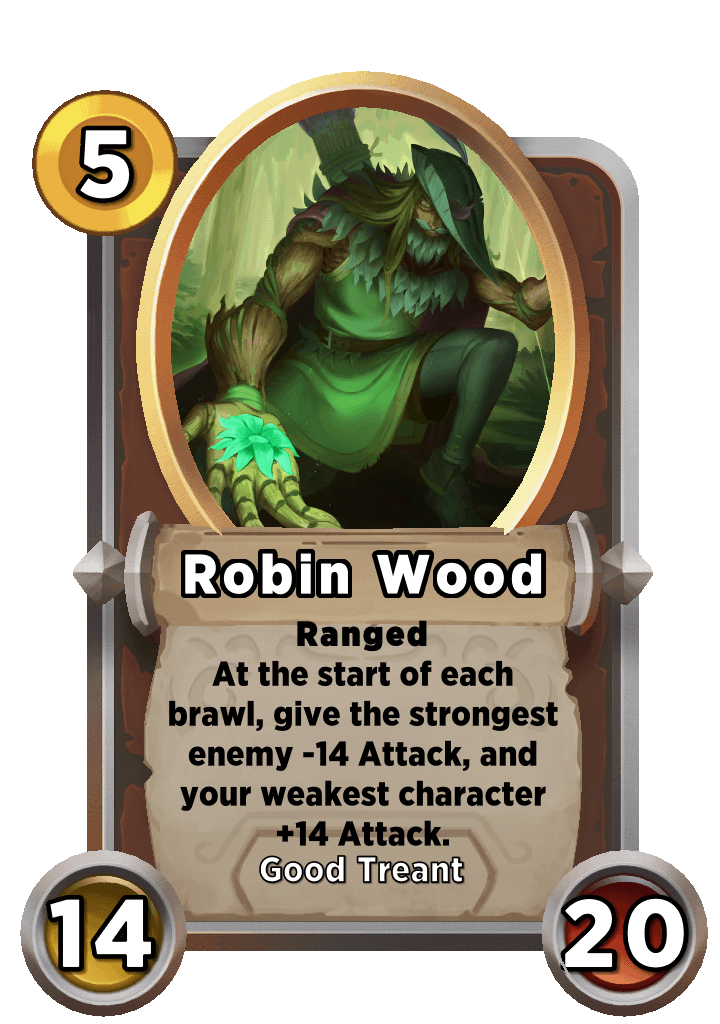 5
Robin Wood
Ranged
At the start of each
brawl, give the strongest
enemy -14 Attack, and
your weakest character
+14 Attack.
Good Treant
14
20